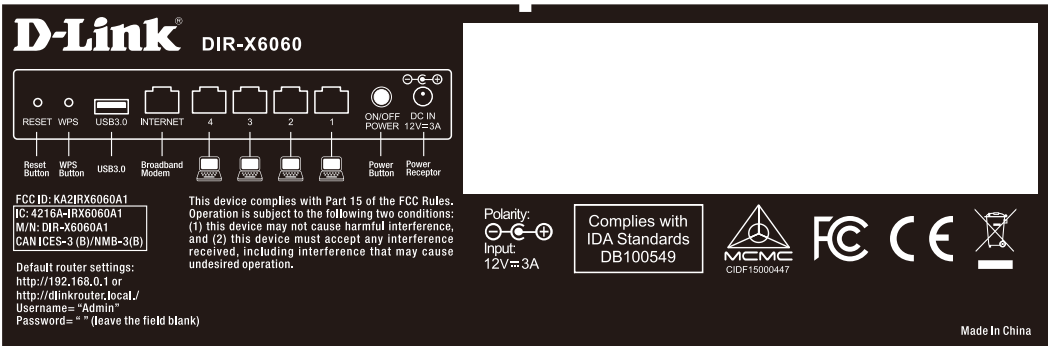 D-Link®
DIR-X6060
RESET WPS USB3.0 INTERNET 4 3 2 1 ON/OFF POWER DC IN 12V⎓3A
Reset Button
WPS Button
USB3.0
Broadband Modem
Power Button
Power Receptor
FCC ID: KA2IRX6060A1
IC: 4216A-IRX6060A1
M/N: DIR-X6060A1
CAN ICES-3 (B)/NMB-3(B)
Default router settings:
http://192.168.0.1 or
http://dlinkrouter.local./
Username= “Admin”
Password= “ ” (leave the field blank)
This device complies with Part 15 of the FCC Rules.
Operation is subject to the following two conditions:
(1) this device may not cause harmful interference,
and (2) this device must accept any interference
received, including interference that may cause
undesired operation.
Polarity:
Input:
12V⎓3A
Complies with
IDA Standards
DB100549
MCMC
CIDF15000447
FC CE
Made In China